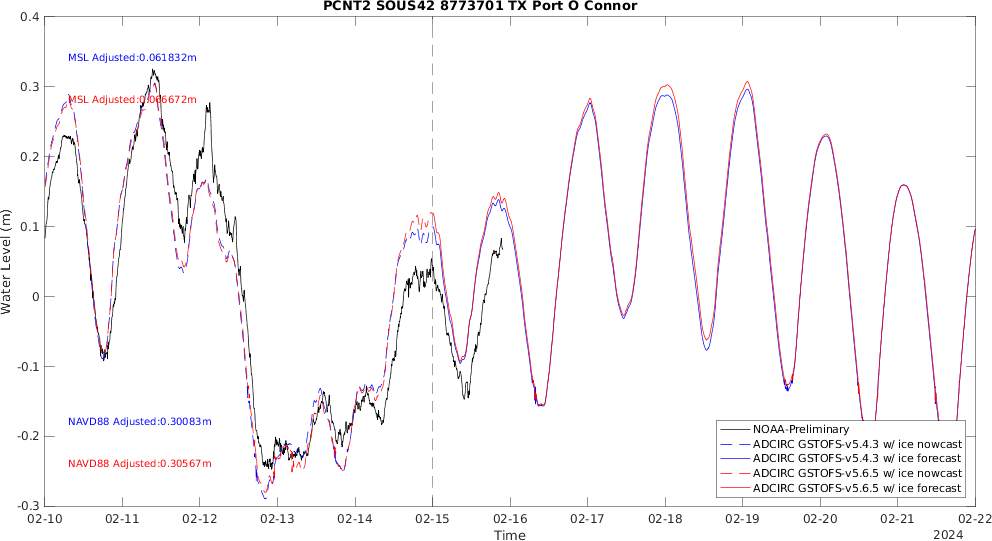 PCNT2 SOUS42 8773701 TX Port O Connor
0.4
0.3
0.2
0.1
0
-0.1
-0.2
-0.3
Water Level (m)
MSL Adjusted:0.061832m
MSL Adjusted:0.066672m
NAVD88 Adjusted:0.30083m
NAVD88 Adjusted:0.30567m
NOAA-Preliminary
ADCIRC GSTOFS-v5.4.3 w/ ice nowcast
ADCIRC GSTOFS-v5.4.3 w/ ice forecast
ADCIRC GSTOFS-v5.6.5 w/ ice nowcast
ADCIRC GSTOFS-v5.6.5 w/ ice forecast
02-10 02-11 02-12 02-13 02-14 02-15 02-16 02-17 02-18 02-19 02-20 02-21 02-22
Time
2024